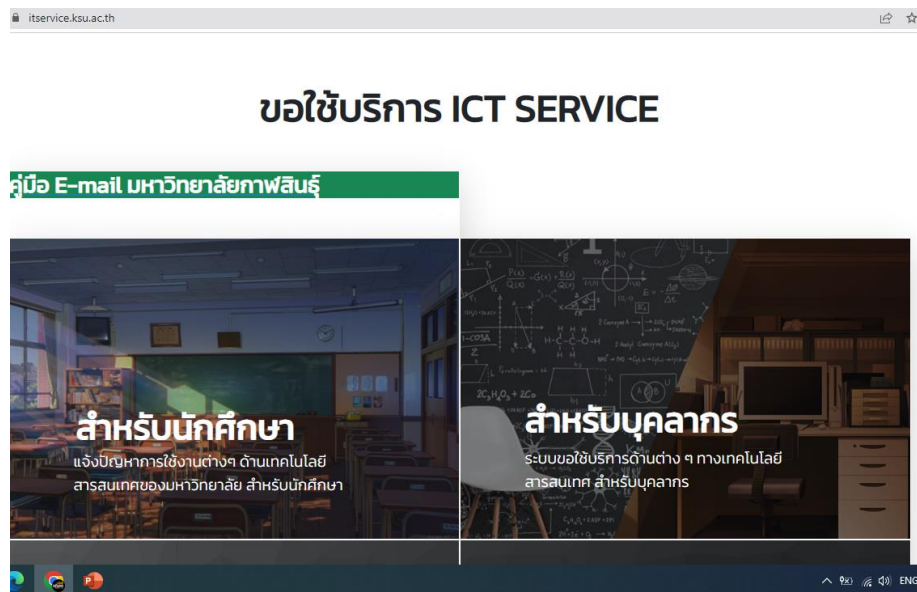 itservice.ksu.ac.th
ขอใช้บริการ ICT SERVICE
คู่มือ E-mail มหาวิทยาลัยกาฬสินธุ์
สำหรับนักศึกษา
แจ้งปัญหาการใช้งานต่างๆ ด้านเทคโนโลยี
สารสนเทศของมหาวิทยาลัย สำหรับนักศึกษา
สำหรับบุคลากร
ระบบขอใช้บริการด้านต่าง ๆ ทางเทคโนโลยี
สารสนเทศ สำหรับบุคลากร
ENG